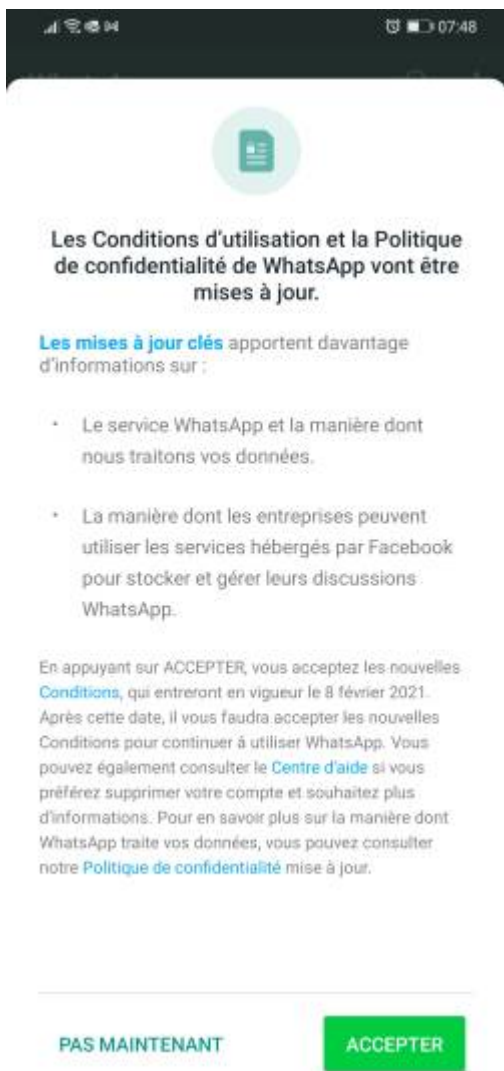 07:48
Les Conditions d'utilisation et la Politique
de confidentialité de WhatsApp vont être
mises à jour.
Les mises à jour clés apportent davantage
d'informations sur :
· Le service WhatsApp et la manière dont
nous traitons vos données.
· La manière dont les entreprises peuvent
utiliser les services hébergés par Facebook
pour stocker et gérer leurs discussions
WhatsApp.
En appuyant sur ACCEPTER, vous acceptez les nouvelles
Conditions, qui entreront en vigueur le 8 février 2021.
Après cette date, il vous faudra accepter les nouvelles
Conditions pour continuer à utiliser WhatsApp. Vous
pouvez également consulter le Centre d'aide si vous
préférez supprimer votre compte et souhaitez plus
d'informations. Pour en savoir plus sur la manière dont
WhatsApp traite vos données, vous pouvez consulter
notre Politique de confidentialité mise à jour.
PAS MAINTENANT
ACCEPTER